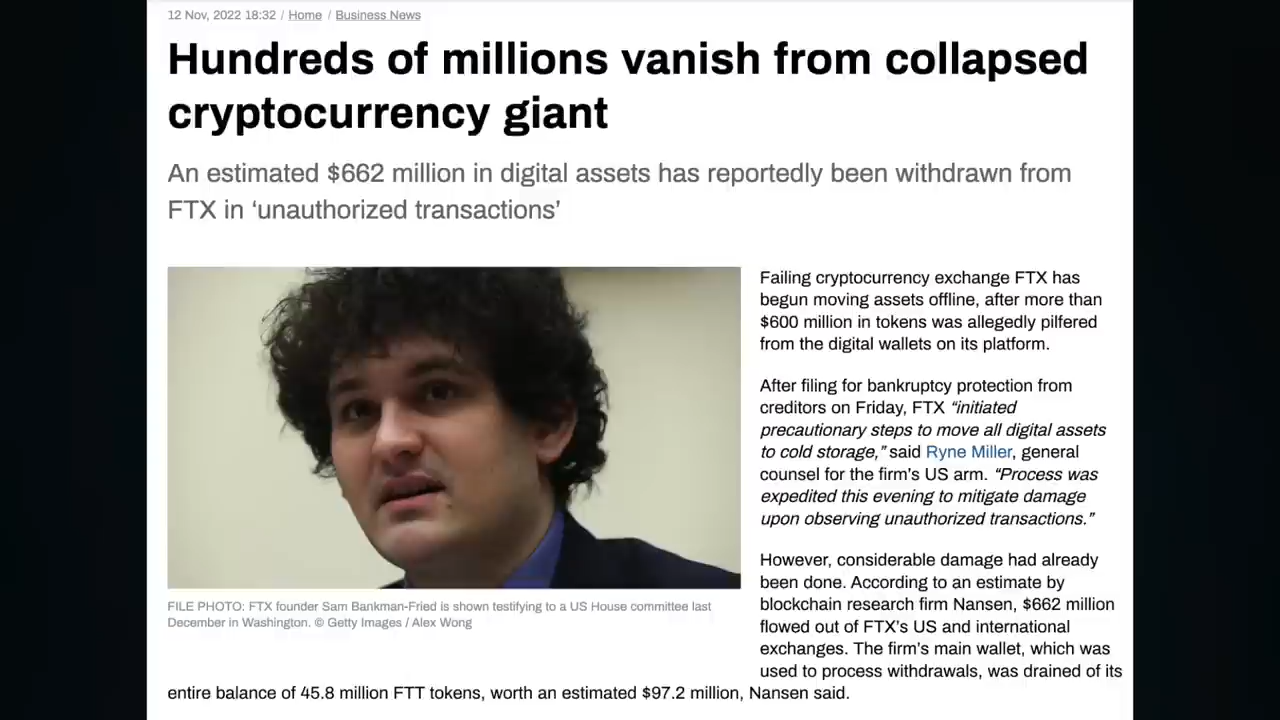 12 Nov, 2022 18:32 / Home / Business News
Hundreds of millions vanish from collapsed
cryptocurrency giant
An estimated $662 million in digital assets has reportedly been withdrawn from
FTX in ‘unauthorized transactions’
FILE PHOTO: FTX founder Sam Bankman-Fried is shown testifying to a US House committee last
December in Washington. © Getty Images / Alex Wong
Failing cryptocurrency exchange FTX has
begun moving assets offline, after more than
$600 million in tokens was allegedly pilfered
from the digital wallets on its platform.
After filing for bankruptcy protection from
creditors on Friday, FTX “initiated
precautionary steps to move all digital assets
to cold storage,” said Ryne Miller, general
counsel for the firm’s US arm. “Process was
expedited this evening to mitigate damage
upon observing unauthorized transactions.”
However, considerable damage had already
been done. According to an estimate by
blockchain research firm Nansen, $662 million
flowed out of FTX’s US and international
exchanges. The firm’s main wallet, which was
used to process withdrawals, was drained of its
entire balance of 45.8 million FTT tokens, worth an estimated $97.2 million, Nansen said.